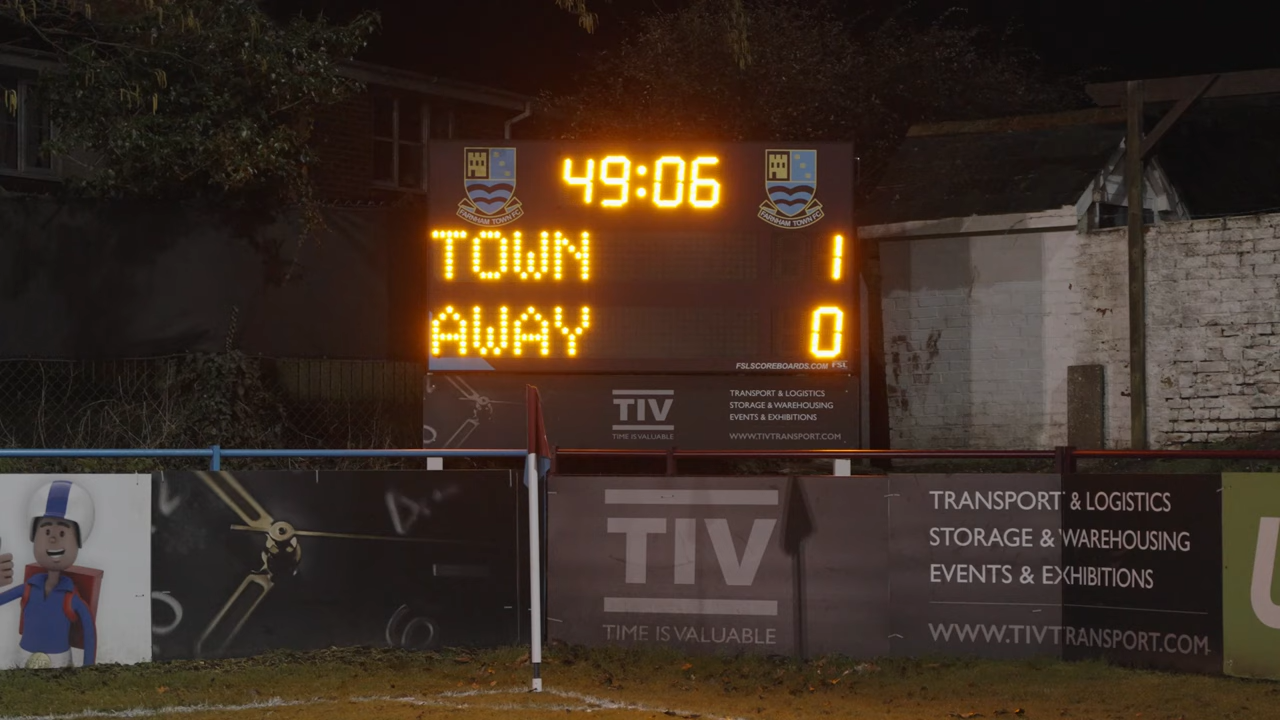 49:06
FARNHAM TOWN FC
FARNHAM TOWN FC
TOWN 1
AWAY 0
FSLSCOREBOARDS.COM FSL
TIV
TIME IS VALUABLE
TRANSPORT & LOGISTICS
STORAGE & WAREHOUSING
EVENTS & EXHIBITIONS
WWW.TIVTRANSPORT.COM
TIV
TIME IS VALUABLE
TRANSPORT & LOGISTICS
STORAGE & WAREHOUSING
EVENTS & EXHIBITIONS
WWW.TIVTRANSPORT.COM